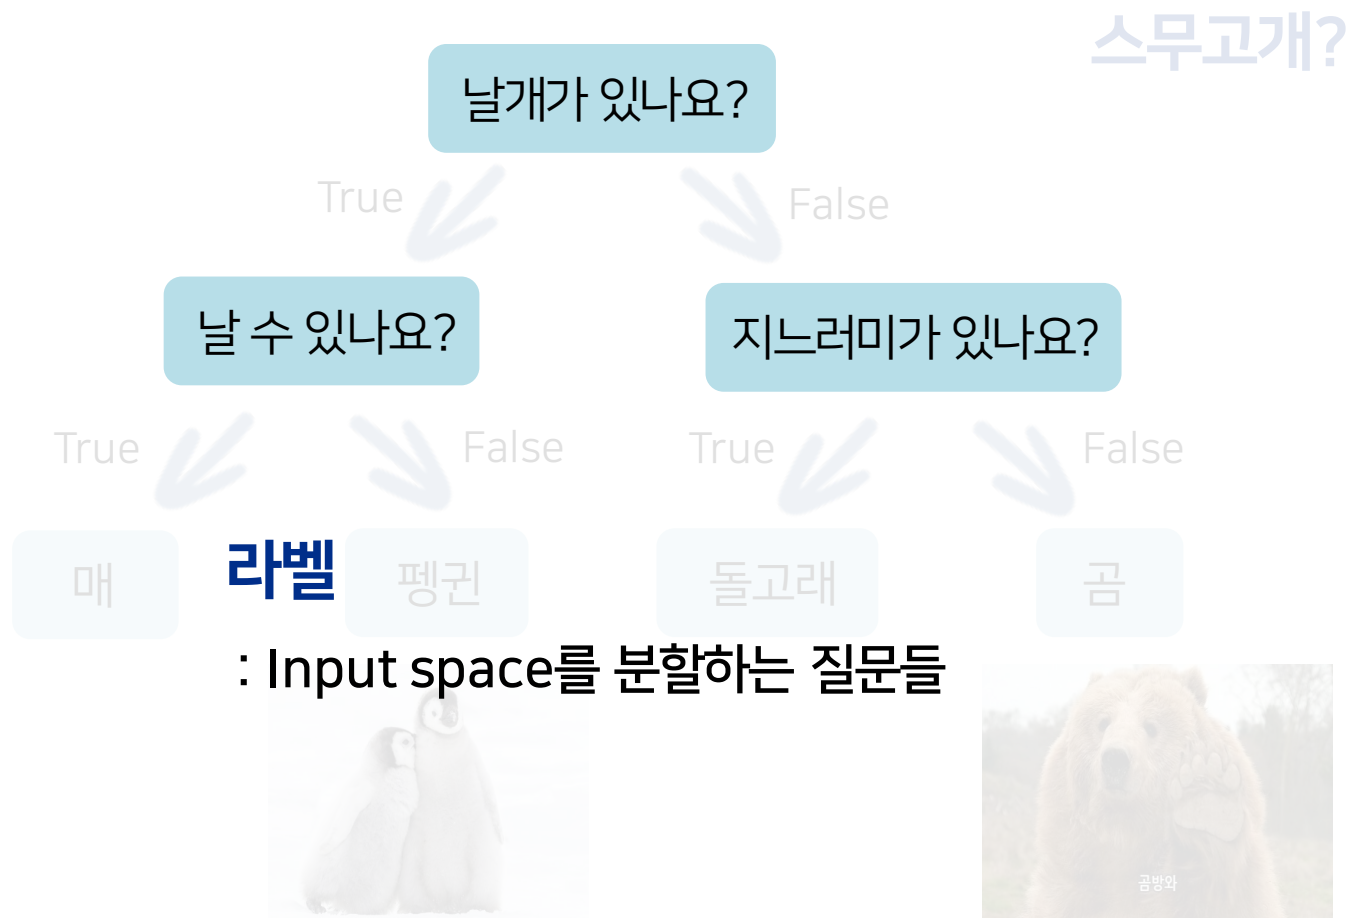 스무고개?
날개가 있나요?
True
False
날 수 있나요?
지느러미가 있나요?
True
False
True
False
매
라벨
펭귄
돌고래
곰
: Input space를 분할하는 질문들
곰방와